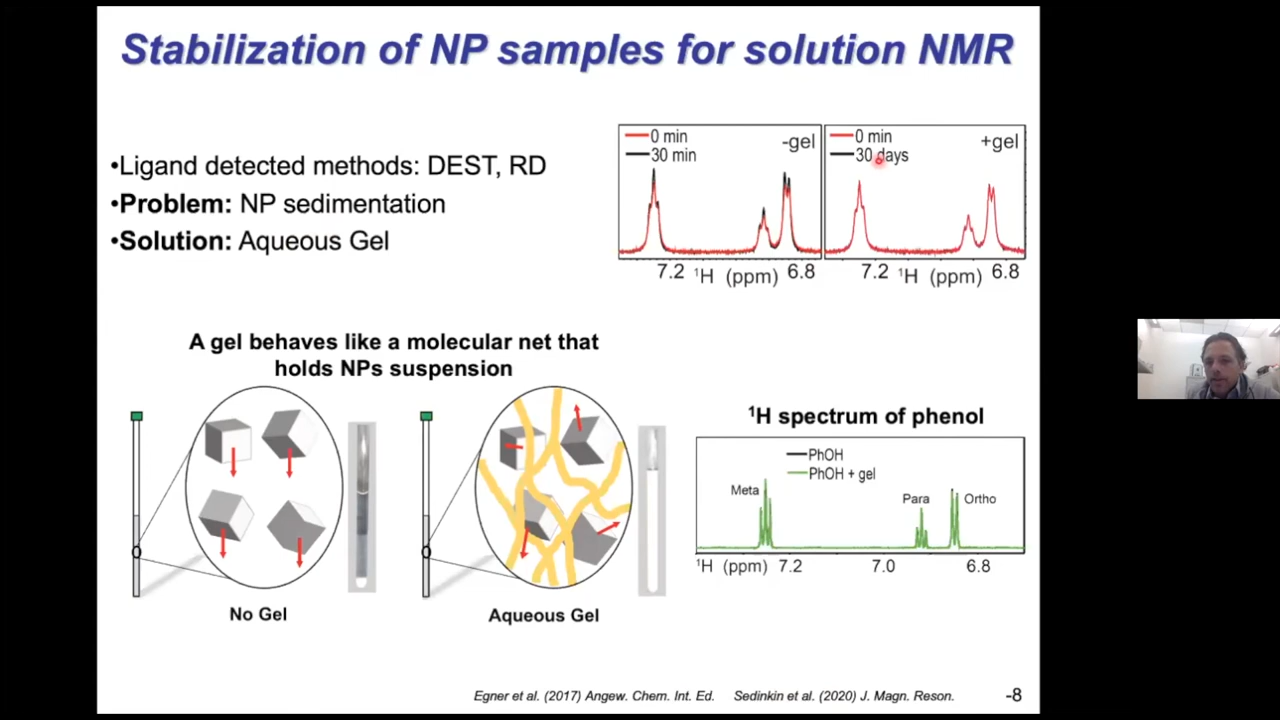 Stabilization of NP samples for solution NMR
•Ligand detected methods: DEST, RD
•Problem: NP sedimentation
•Solution: Aqueous Gel
0 min
30 min
-gel
7.2 ¹H (ppm) 6.8
0 min
30 days
+gel
7.2 ¹H (ppm) 6.8
A gel behaves like a molecular net that
holds NPs suspension
No Gel
Aqueous Gel
¹H spectrum of phenol
PhOH
PhOH + gel
Meta
Para
Ortho
¹H (ppm) 7.2 7.0 6.8
Egner et al. (2017) Angew. Chem. Int. Ed. Sedinkin et al. (2020) J. Magn. Reson.
-8